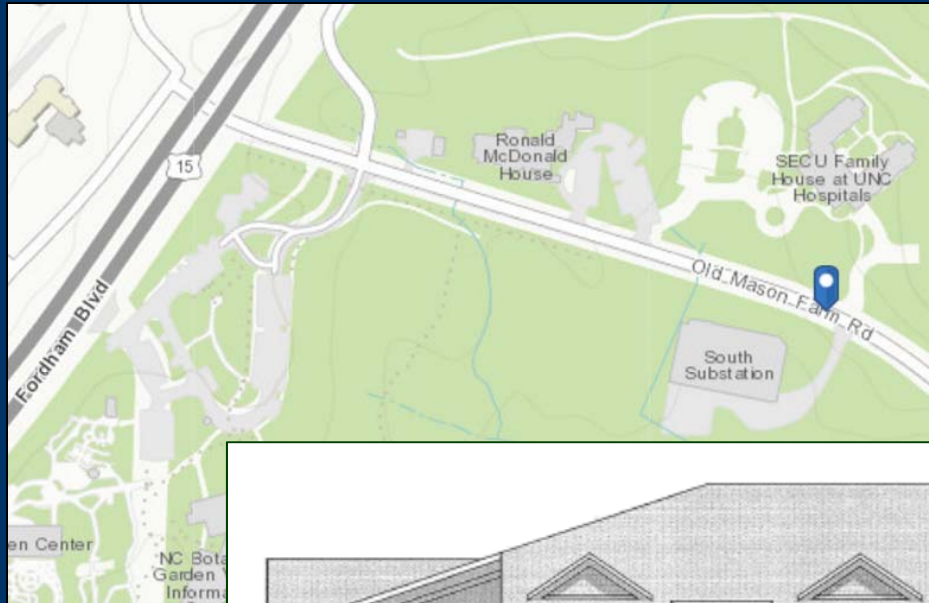 Ronald
McDonald
House
15
SECU Family
House at UNC
Hospitals
Old Mason Farm Rd
Fordham Blvd
South
Substation
en Center
NC Bota
Garden
Inform